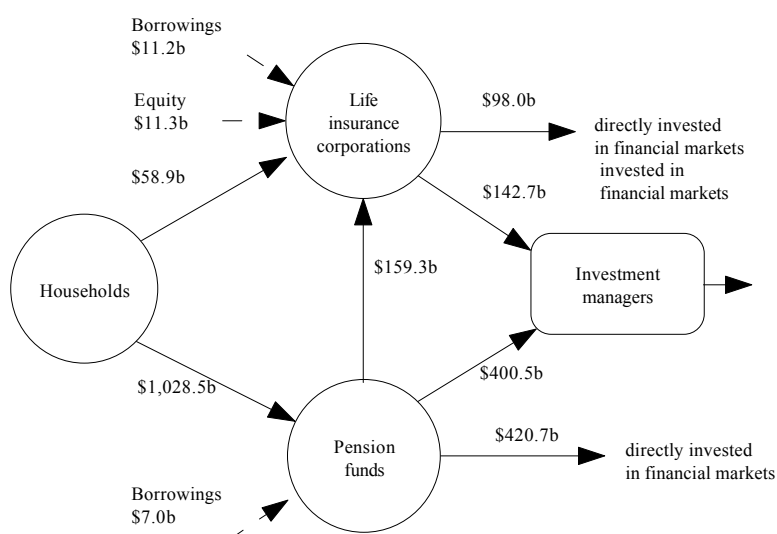 Borrowings
$11.2b
Equity
$11.3b
$58.9b
Life
insurance
corporations
$98.0b
directly invested
in financial markets
invested in
financial markets
$142.7b
$159.3b
Households
Investment
managers
$1,028.5b
$400.5b
Pension
funds
$420.7b
directly invested
in financial markets
Borrowings
$7.0b